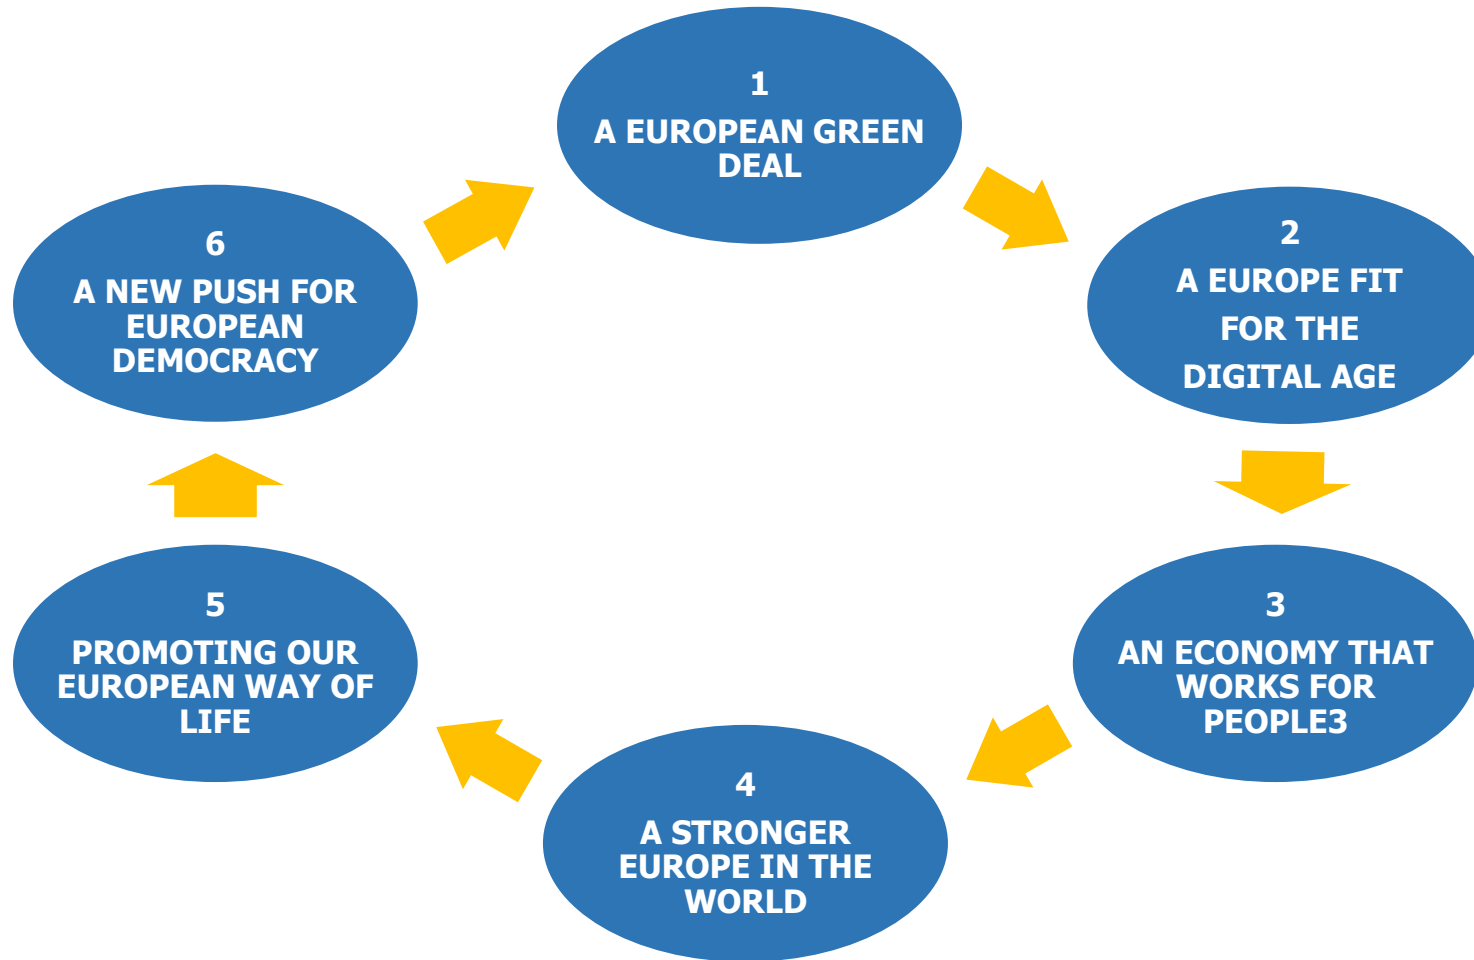 1
A EUROPEAN GREEN
DEAL
2
A EUROPE FIT
FOR THE
DIGITAL AGE
3
AN ECONOMY THAT
WORKS FOR
PEOPLE3
4
A STRONGER
EUROPE IN THE
WORLD
5
PROMOTING OUR
EUROPEAN WAY OF
LIFE
6
A NEW PUSH FOR
EUROPEAN
DEMOCRACY